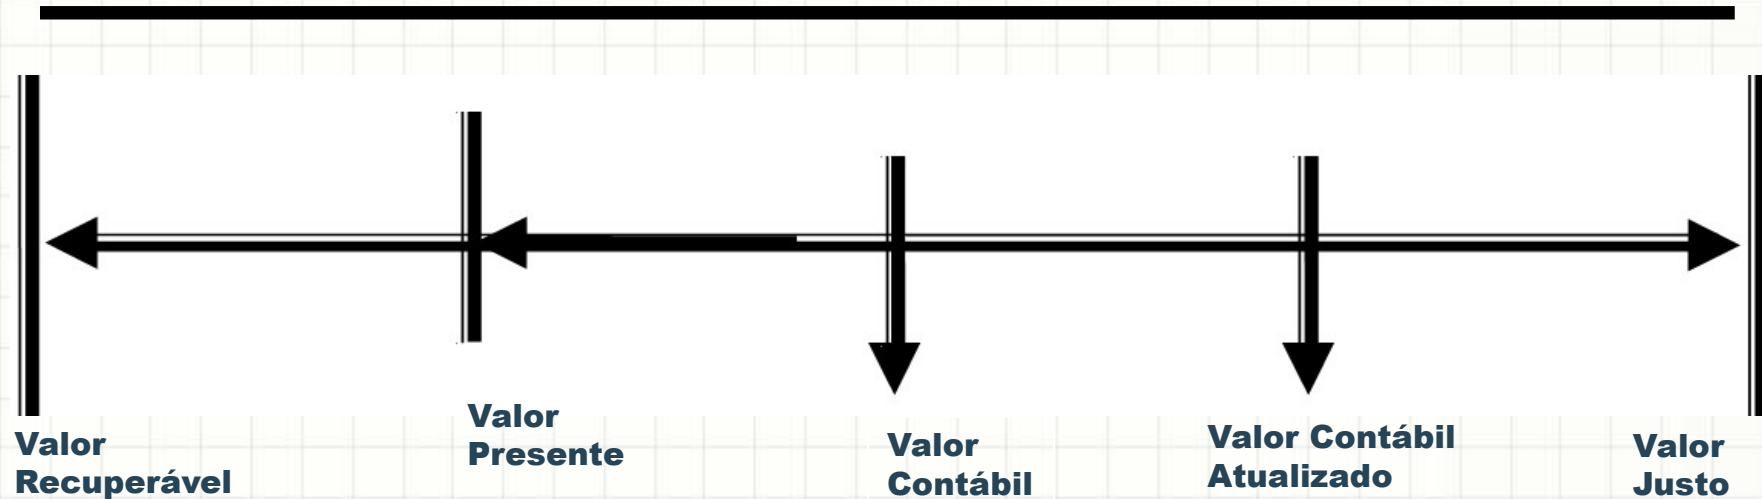 Valor
Recuperável
Valor
Presente
Valor
Contábil
Valor Contábil
Atualizado
Valor
Justo